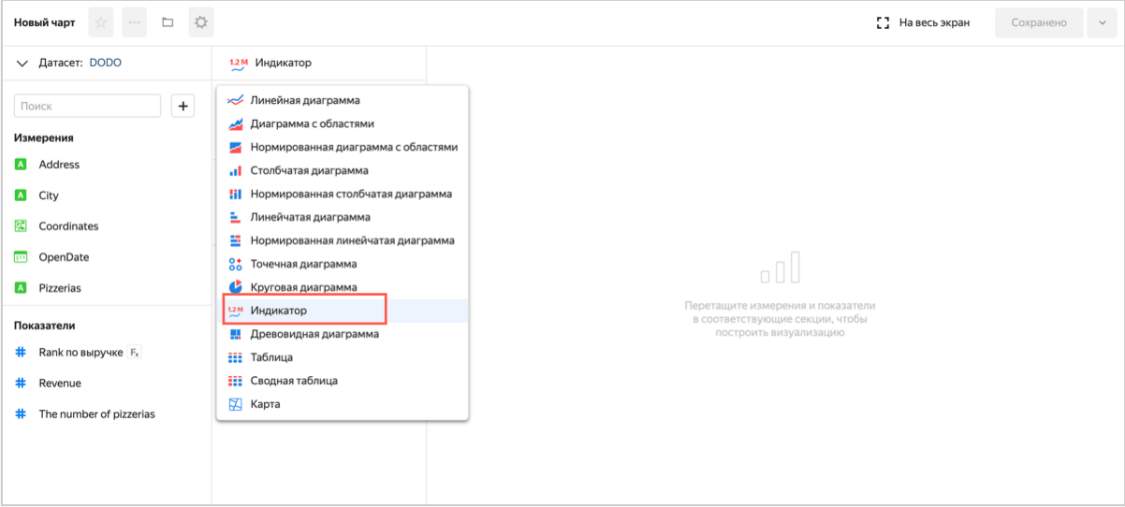 Новый чарт
На весь экран
Сохранено
Датасет: DODO
1.2M Индикатор
Поиск
Измерения
Address
City
Coordinates
OpenDate
Pizzerias
Показатели
Rank по выручке Fx
Revenue
The number of pizzerias
Линейная диаграмма
Диаграмма с областями
Нормированная диаграмма с областями
Столбчатая диаграмма
Нормированная столбчатая диаграмма
Линейчатая диаграмма
Нормированная линейчатая диаграмма
Точечная диаграмма
Круговая диаграмма
1.2M Индикатор
Древовидная диаграмма
Таблица
Сводная таблица
Карта
Перетащите измерения и показатели
в соответствующие секции, чтобы
построить визуализацию